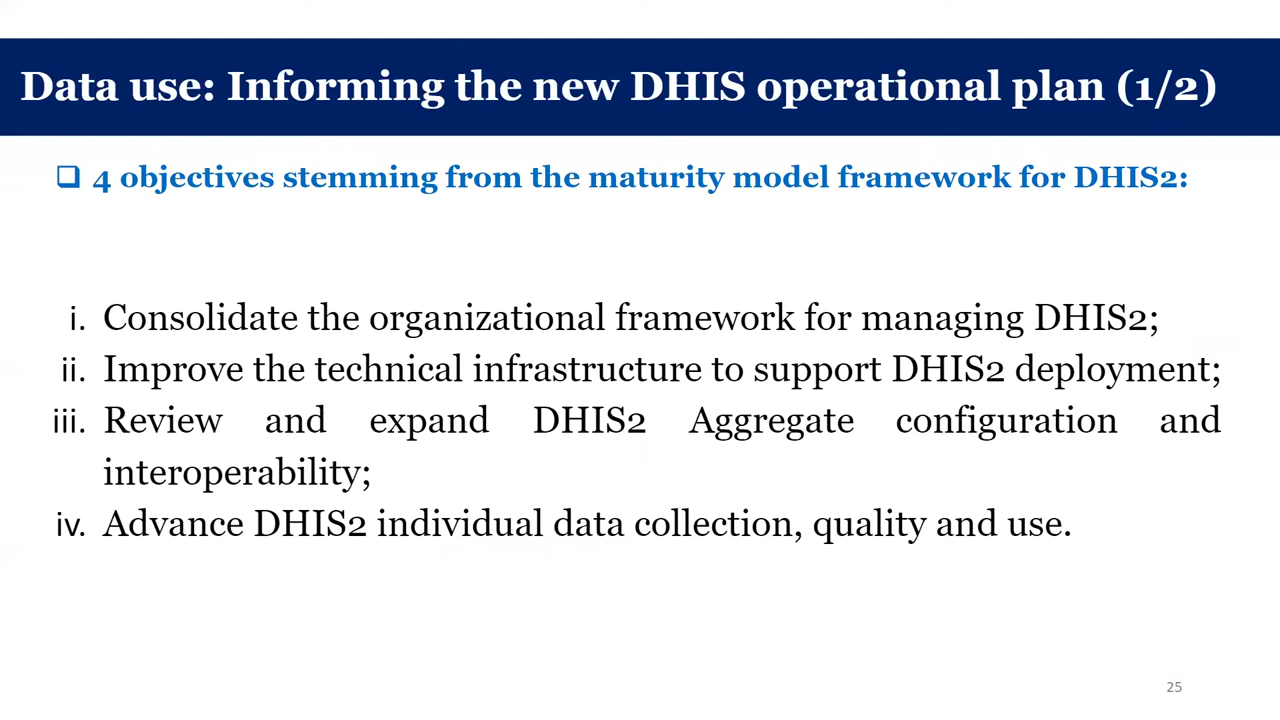 Data use: Informing the new DHIS operational plan (1/2)
❑ 4 objectives stemming from the maturity model framework for DHIS2:
i. Consolidate the organizational framework for managing DHIS2;
ii. Improve the technical infrastructure to support DHIS2 deployment;
iii. Review and expand DHIS2 Aggregate configuration and
interoperability;
iv. Advance DHIS2 individual data collection, quality and use.
25